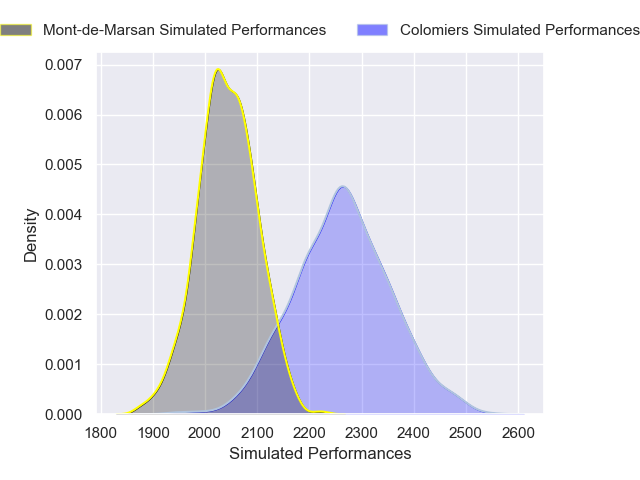 Mont-de-Marsan Simulated Performances
Colomiers Simulated Performances
0.007
0.006
0.005
0.004
0.003
0.002
0.001
0.000
Density
1800 1900 2000 2100 2200 2300 2400 2500 2600
Simulated Performances